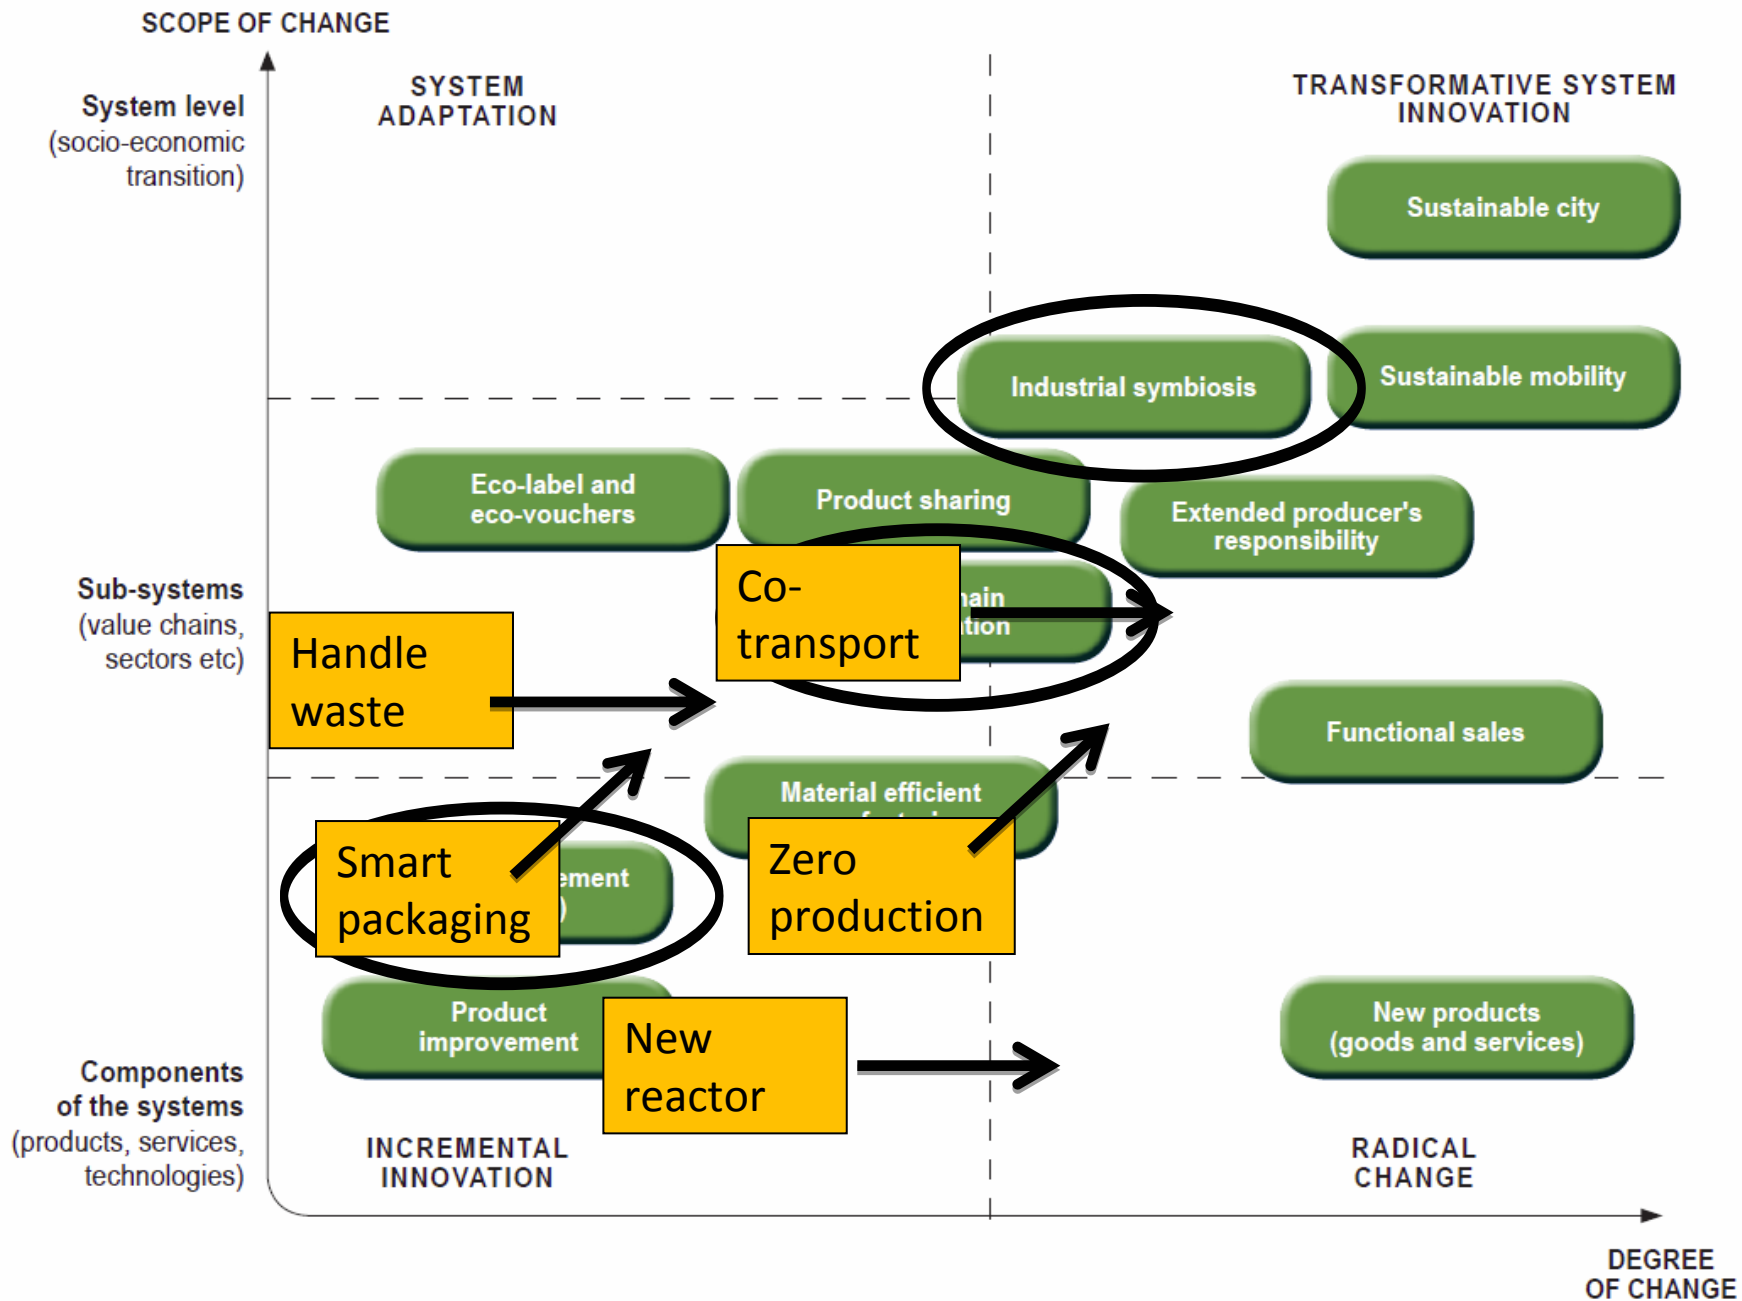 SCOPE OF CHANGE
SYSTEM
ADAPTATION
TRANSFORMATIVE SYSTEM
INNOVATION
System level
(socio-economic
transition)
Sustainable city
Industrial symbiosis
Sustainable mobility
Eco-label and
eco-vouchers
Product sharing
Extended producer's
responsibility
Sub-systems
(value chains,
sectors etc)
Handle
waste
Co-
transport
Functional sales
Material efficient
Smart
packaging
Zero
production
Product
improvement
New
reactor
New products
(goods and services)
Components
of the systems
(products, services,
technologies)
INCREMENTAL
INNOVATION
RADICAL
CHANGE
DEGREE
OF CHANGE